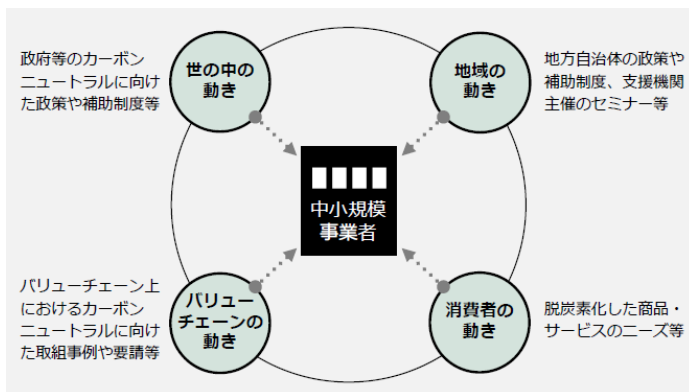 政府等のカーボン
ニュートラルに向け
た政策や補助制度等
世の中の
動き
地域の
動き
地方自治体の政策や
補助制度、支援機関
主催のセミナー等
中小規模
事業者
バリューチェーン上
におけるカーボン
ニュートラルに向け
た取組事例や要請等
バリュー
チェーンの
動き
消費者の
動き
脱炭素化した商品・
サービスのニーズ等